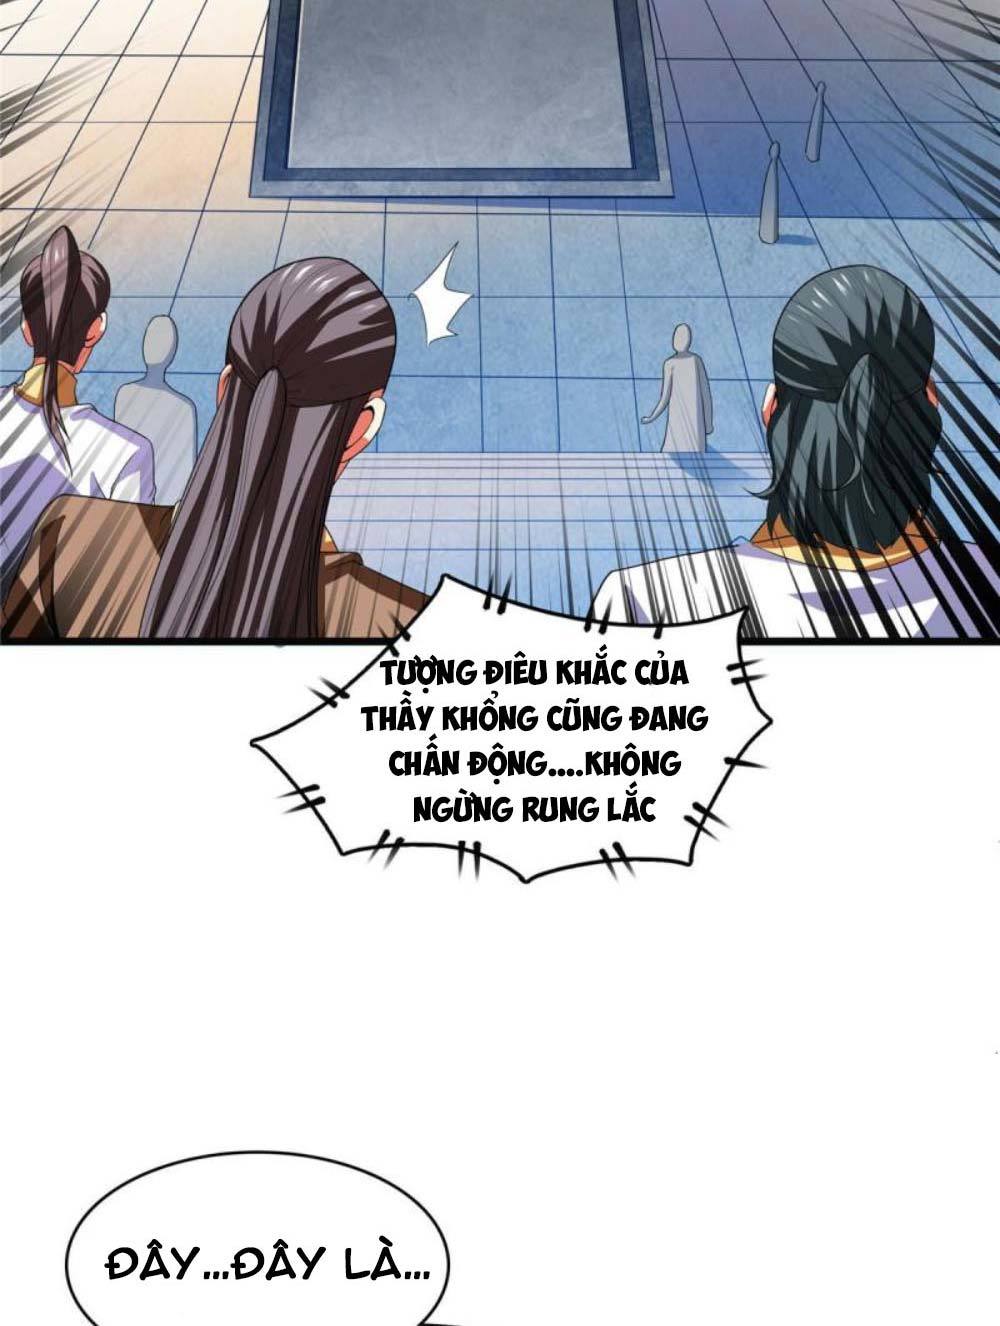 TƯỢNG ĐIÊU KHẮC CỦA
THẦY KHỔNG CŨNG ĐANG
CHẤN ĐỘNG....KHÔNG
NGỪNG RUNG LẮC
ĐÂY...ĐÂY LÀ...